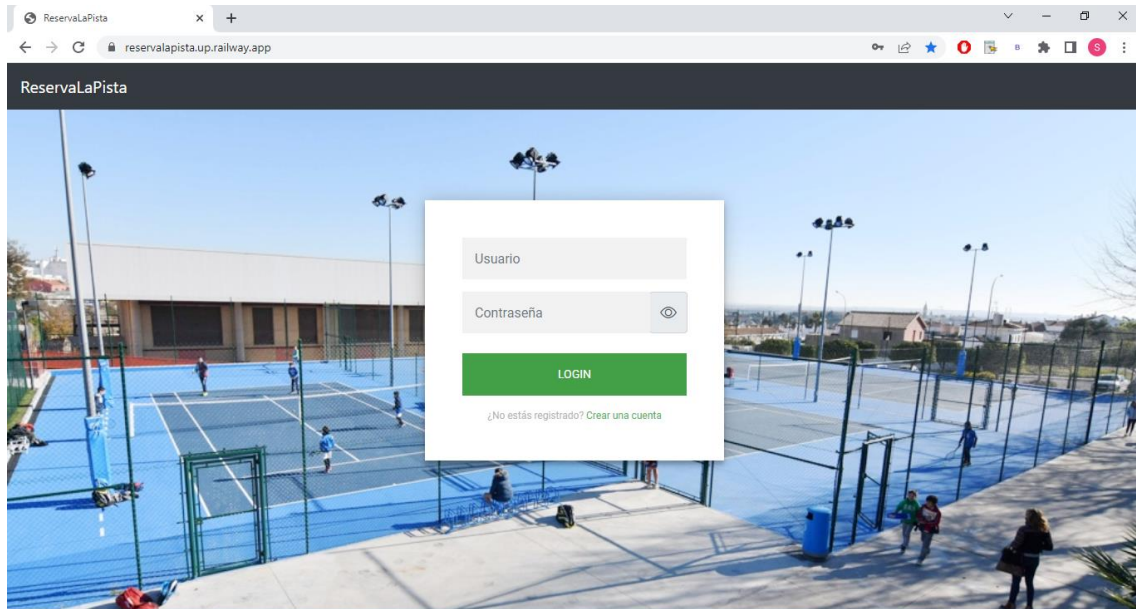 ReservaLaPista
reservalapista.up.railway.app
ReservaLaPista
Usuario
Contraseña
LOGIN
¿No estás registrado? Crear una cuenta